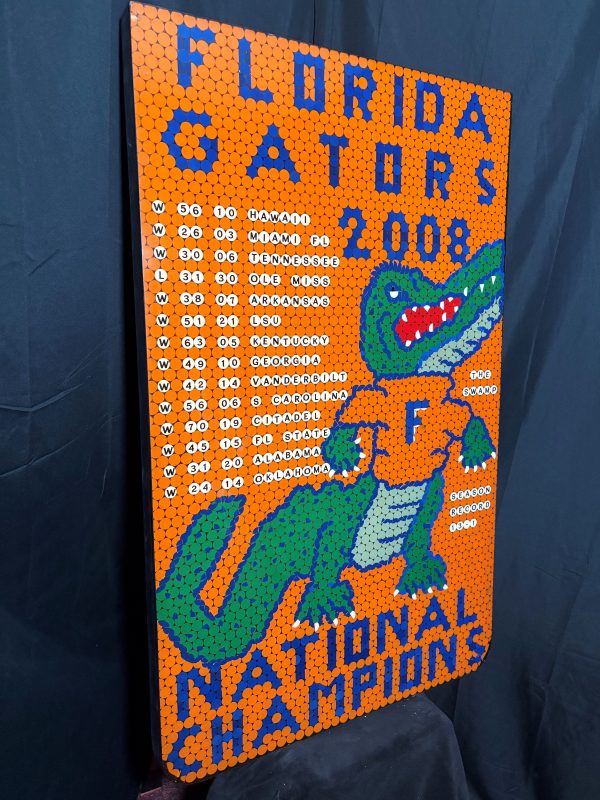 FLORIDA
GATORS
2008
W 56 10 HAWAII
W 26 03 MIAMI FL
W 30 06 TENNESSEE
L 31 30 OLE MISS
W 38 07 ARKANSAS
W 51 21 LSU
W 63 05 KENTUCKY
W 49 10 GEORGIA
W 42 14 VANDERBILT
W 56 06 S CAROLINA
W 70 19 CITADEL
W 45 15 FL STATE
W 31 20 ALABAMA
W 24 14 OKLAHOMA
THE
SWAMP
F
SEASON
RECORD
13-1
NATIONAL
CHAMPIONS